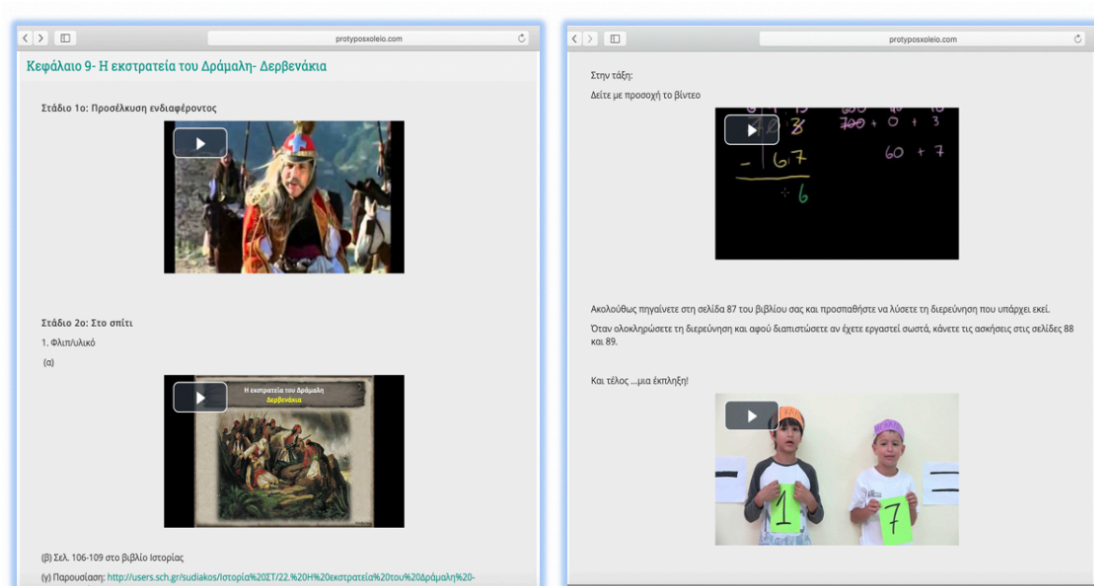 protyposxoleio.com
Κεφάλαιο 9- Η εκστρατεία του Δράμαλη- Δερβενάκια
Στάδιο 1ο: Προσέλκυση ενδιαφέροντος
Στάδιο 2ο: Στο σπίτι
1. Φλιπ/υλικό
(α)
Η εκστρατεία του Δράμαλη
Δερβενάκια
(β) Σελ. 106-109 στο βιβλίο Ιστορίας
(γ) Παρουσίαση: http://users.sch.gr/sudiakos/Ιστορία%20ΣΤ/22.%20Η%20εκστρατεία%20του%20Δράμαλη%20-
protyposxoleio.com
Στην τάξη:
Δείτε με προσοχή το βίντεο
700 + 0 + 3
- 67
60 + 7
6
Ακολούθως πηγαίνετε στη σελίδα 87 του βιβλίου σας και προσπαθήστε να λύσετε τη διερεύνηση που υπάρχει εκεί.
Όταν ολοκληρώσετε τη διερεύνηση και αφού διαπιστώσετε αν έχετε εργαστεί σωστά, κάνετε τις ασκήσεις στις σελίδες 88
και 89.
Και τέλος ...μια έκπληξη!
- 1 7 =